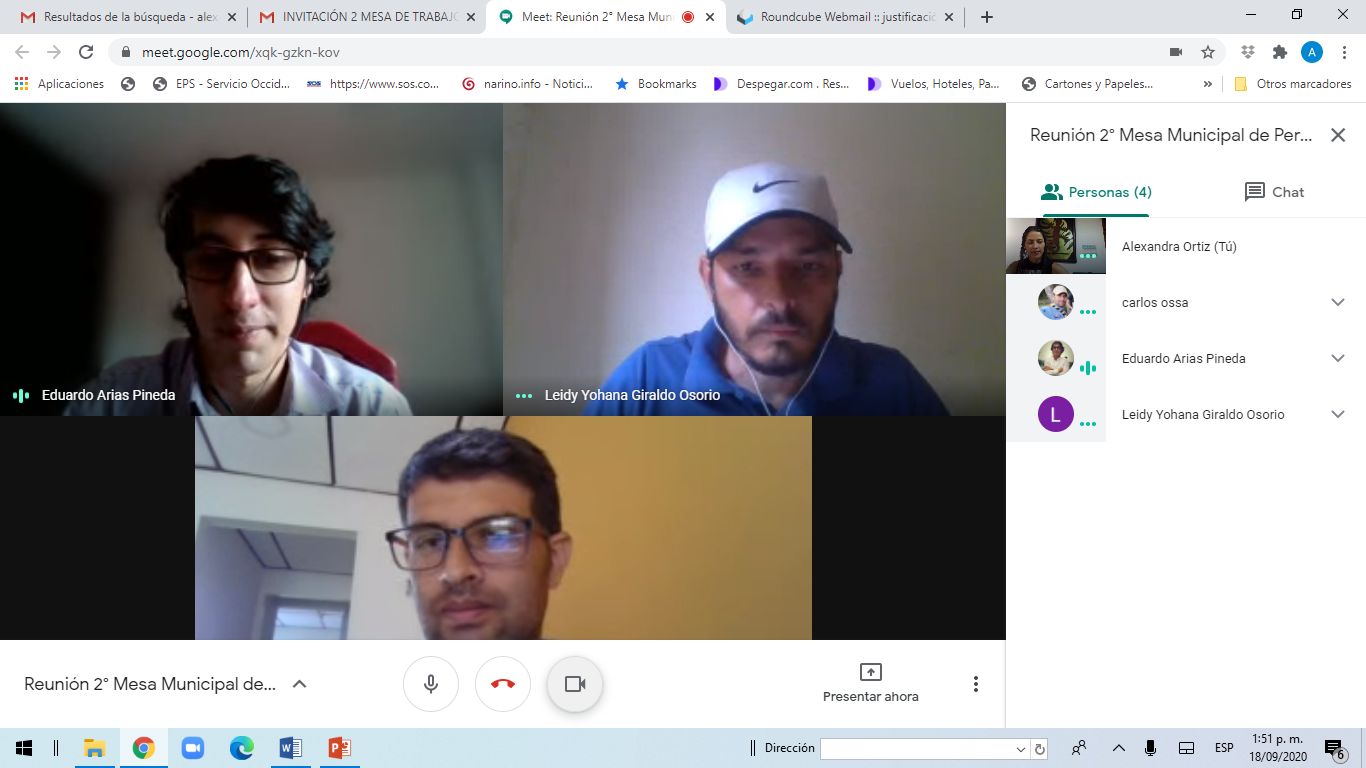 Resultados de la búsqueda - alex
INVITACIÓN 2 MESA DE TRABAJO
Meet: Reunión 2° Mesa Muni
Roundcube Webmail :: justificació
meet.google.com/xqk-gzkn-kov
A
Aplicaciones
EPS - Servicio Occid...
sos
https://www.sos.co...
narino.info - Notici...
Bookmarks
Despegar.com . Res...
Vuelos, Hoteles, Pa...
Cartones y Papeles...
»
Otros marcadores
Eduardo Arias Pineda
Leidy Yohana Giraldo Osorio
Reunión 2° Mesa Municipal de Per...
Personas (4)
Chat
Alexandra Ortiz (Tú)
carlos ossa
Eduardo Arias Pineda
L
Leidy Yohana Giraldo Osorio
Reunión 2° Mesa Municipal de...
Presentar ahora
Dirección
ESP
1:51 p. m.
18/09/2020
6